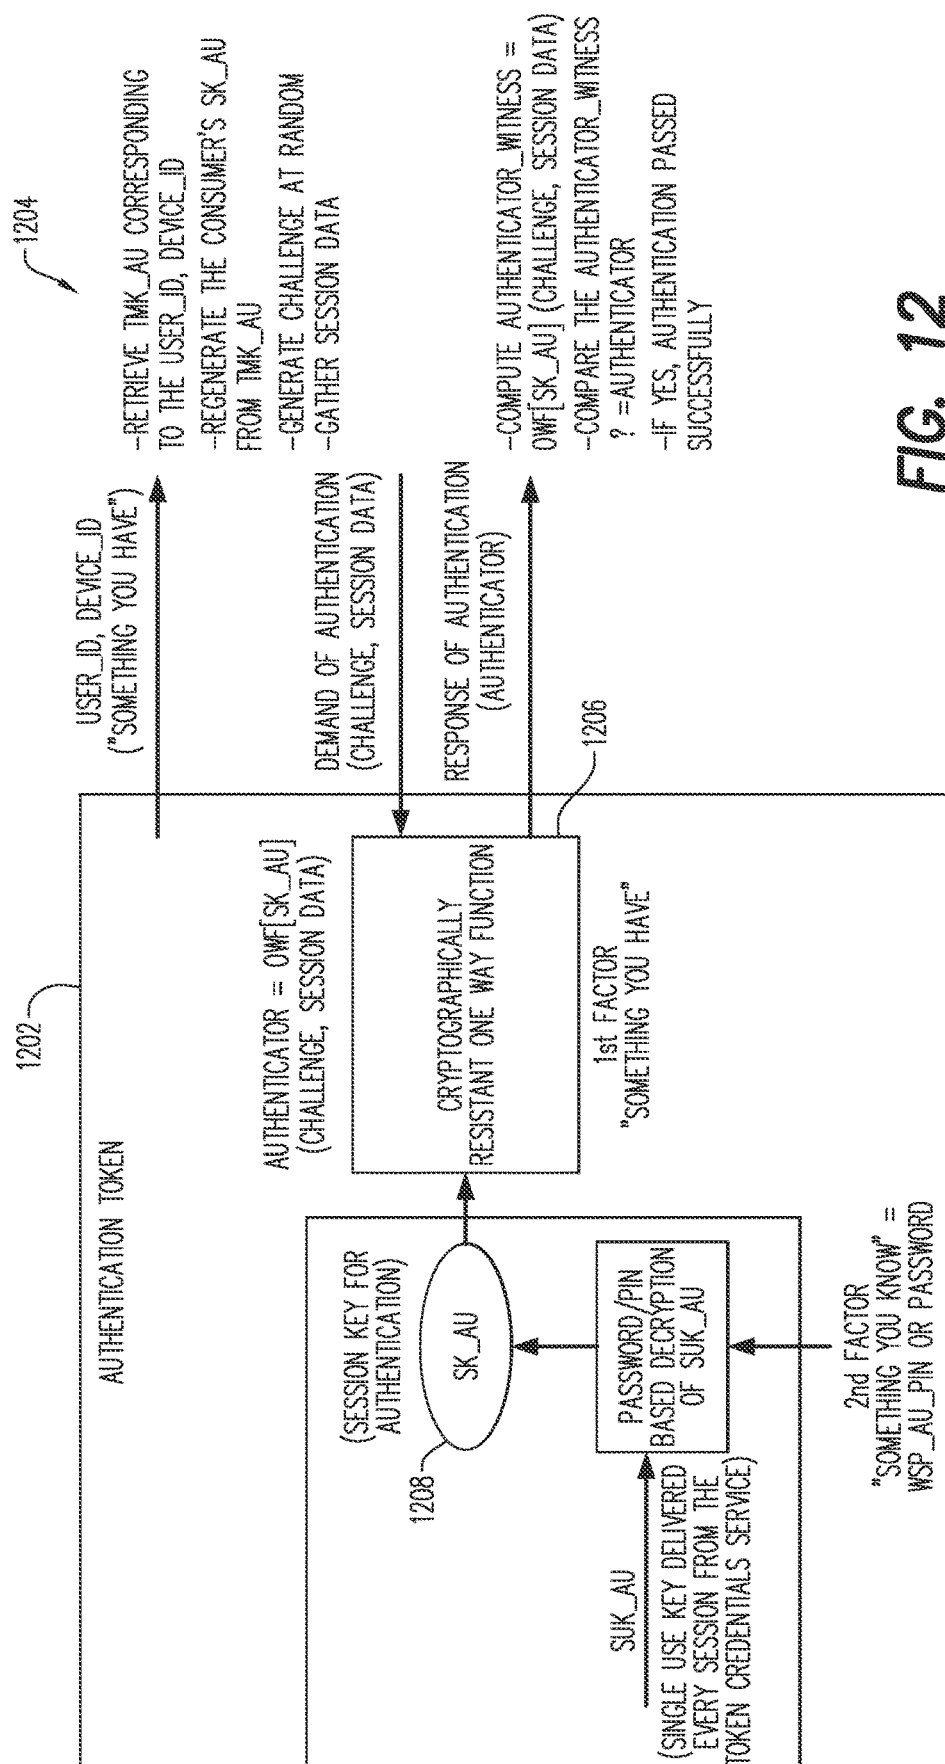 1202
1204
AUTHENTICATION TOKEN
USER_ID, DEVICE_ID
("SOMETHING YOU HAVE")
-RETRIEVE TMK_AU CORRESPONDING
TO THE USER_ID, DEVICE_ID
-REGENERATE THE CONSUMER'S SK_AU
FROM TMK_AU
-GENERATE CHALLENGE AT RANDOM
-GATHER SESSION DATA
AUTHENTICATOR = OWF[SK_AU]
(CHALLENGE, SESSION DATA)
DEMAND OF AUTHENTICATION
(CHALLENGE, SESSION DATA)
(SESSION KEY FOR
AUTHENTICATION)
SK_AU
1208
CRYPTOGRAPHICALLY
RESISTANT ONE WAY FUNCTION
RESPONSE OF AUTHENTICATION
(AUTHENTICATOR)
1206
-COMPUTE AUTHENTICATOR_WITNESS =
OWF[SK_AU] (CHALLENGE, SESSION DATA)
-COMPARE THE AUTHENTICATOR_WITNESS
? =AUTHENTICATOR
-IF YES, AUTHENTICATION PASSED
SUCCESSFULLY
1st FACTOR
"SOMETHING YOU HAVE"
SUK_AU
(SINGLE USE KEY DELIVERED
EVERY SESSION FROM THE
TOKEN CREDENTIALS SERVICE)
PASSWORD/PIN
BASED DECRYPTION
OF SUK_AU
2nd FACTOR
"SOMETHING YOU KNOW" =
WSP_AU_PIN OR PASSWORD
FIG. 12